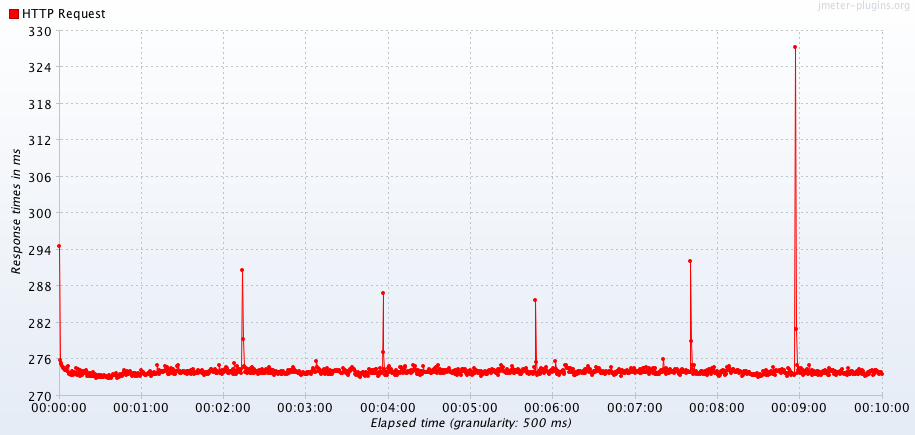 jmeter-plugins.org
HTTP Request
330
324
318
312
306
300
294
288
282
276
270
Response times in ms
00:00:00 00:01:00 00:02:00 00:03:00 00:04:00 00:05:00 00:06:00 00:07:00 00:08:00 00:09:00 00:10:00
Elapsed time (granularity: 500 ms)